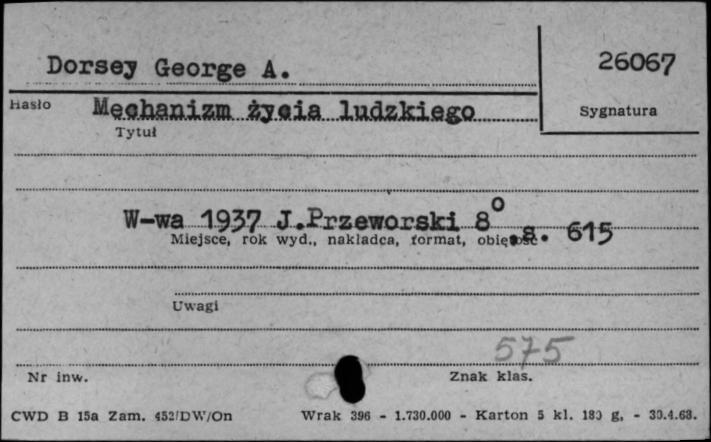 Dorsey George A.
26067
Hasło
Mechanizm życia ludzkiego
Sygnatura
Tytuł
W-wa 1937 J.Przeworski 8⁰ s. 615
Miejsce, rok wyd., nakładca, format, objętość
Uwagi
575
Nr inw.
Znak klas.
CWD B 15a Zam. 452/DW/On
Wrak 396 - 1.730.000 - Karton 5 kl. 180 g, - 30.4.68.